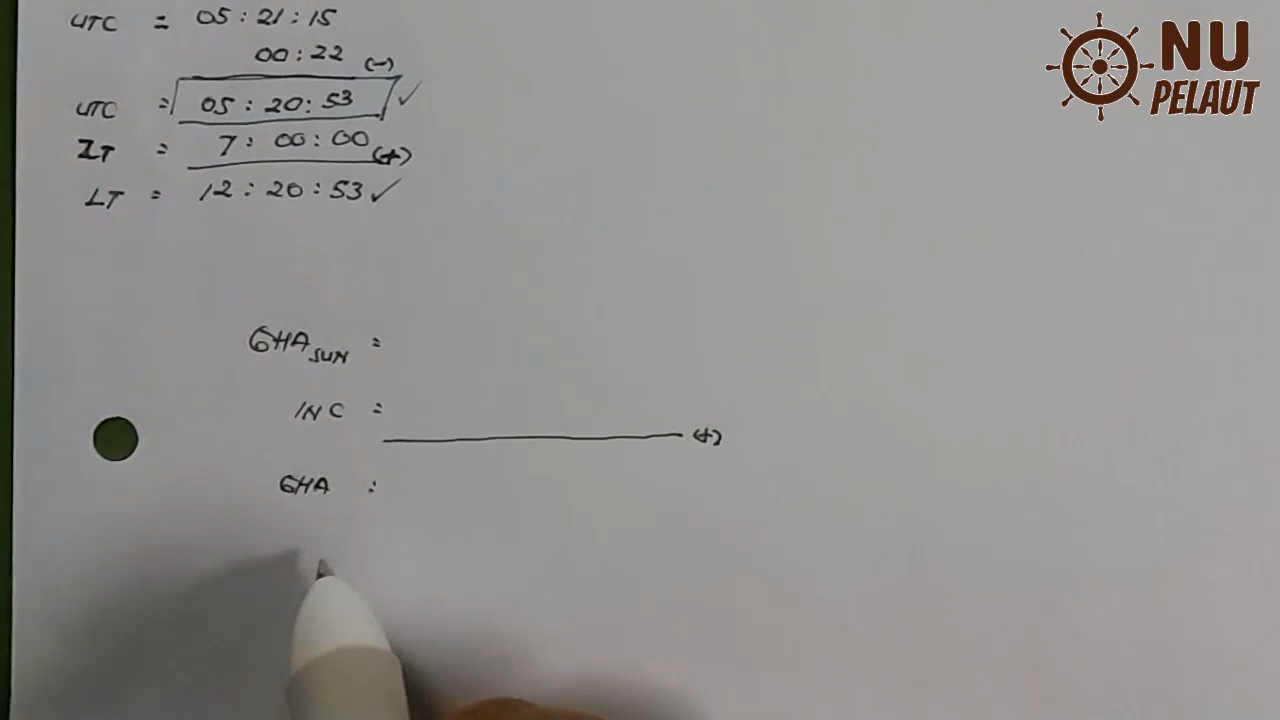 UTC = 05:21:15
00:22 (-)
UTC = 05:20:53 ✓
ZT = 7:00:00 (+)
LT = 12:20:53 ✓
GHA SUN =
INC =
(+)
GHA :
NU
PELAUT